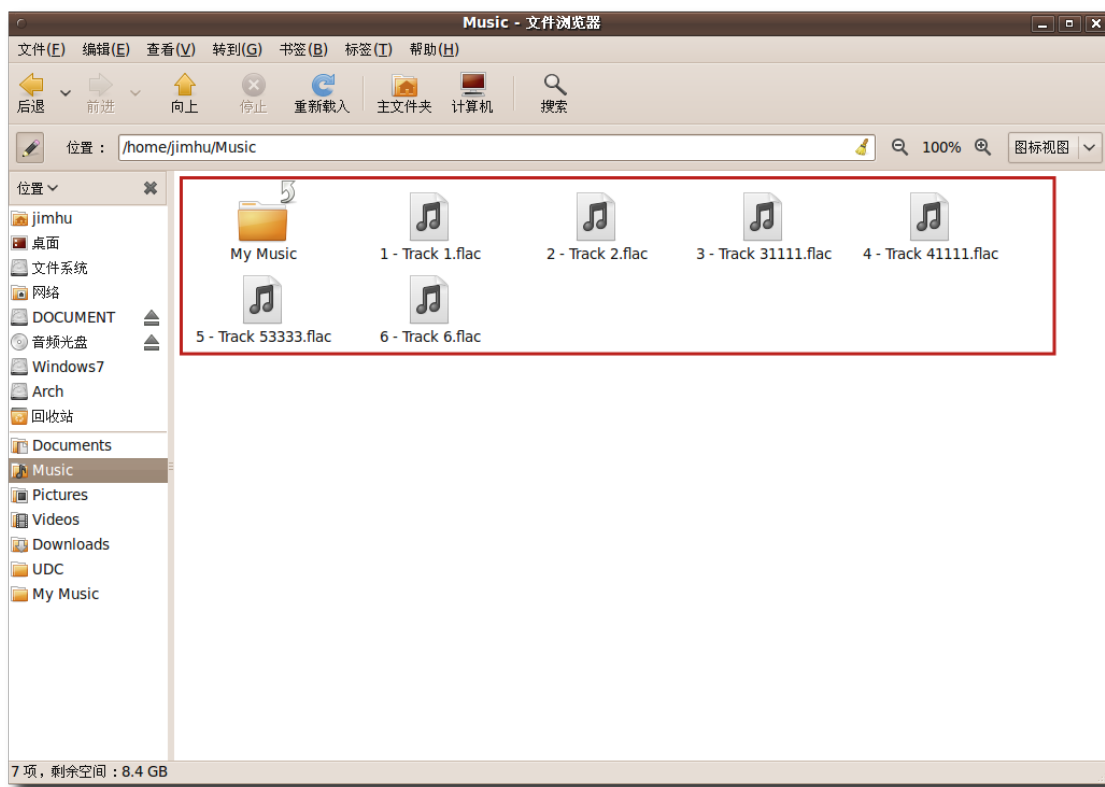 Music - 文件浏览器
文件(F) 编辑(E) 查看(V) 转到(G) 书签(B) 标签(T) 帮助(H)
后退 前进 向上 停止 重新载入 主文件夹 计算机 搜索
位置： /home/jimhu/Music 100% 图标视图
位置
jimhu
桌面
文件系统
网络
DOCUMENT
音频光盘
Windows7
Arch
回收站
Documents
Music
Pictures
Videos
Downloads
UDC
My Music
My Music 1 - Track 1.flac 2 - Track 2.flac 3 - Track 31111.flac 4 - Track 41111.flac
5 - Track 53333.flac 6 - Track 6.flac
7 项，剩余空间：8.4 GB